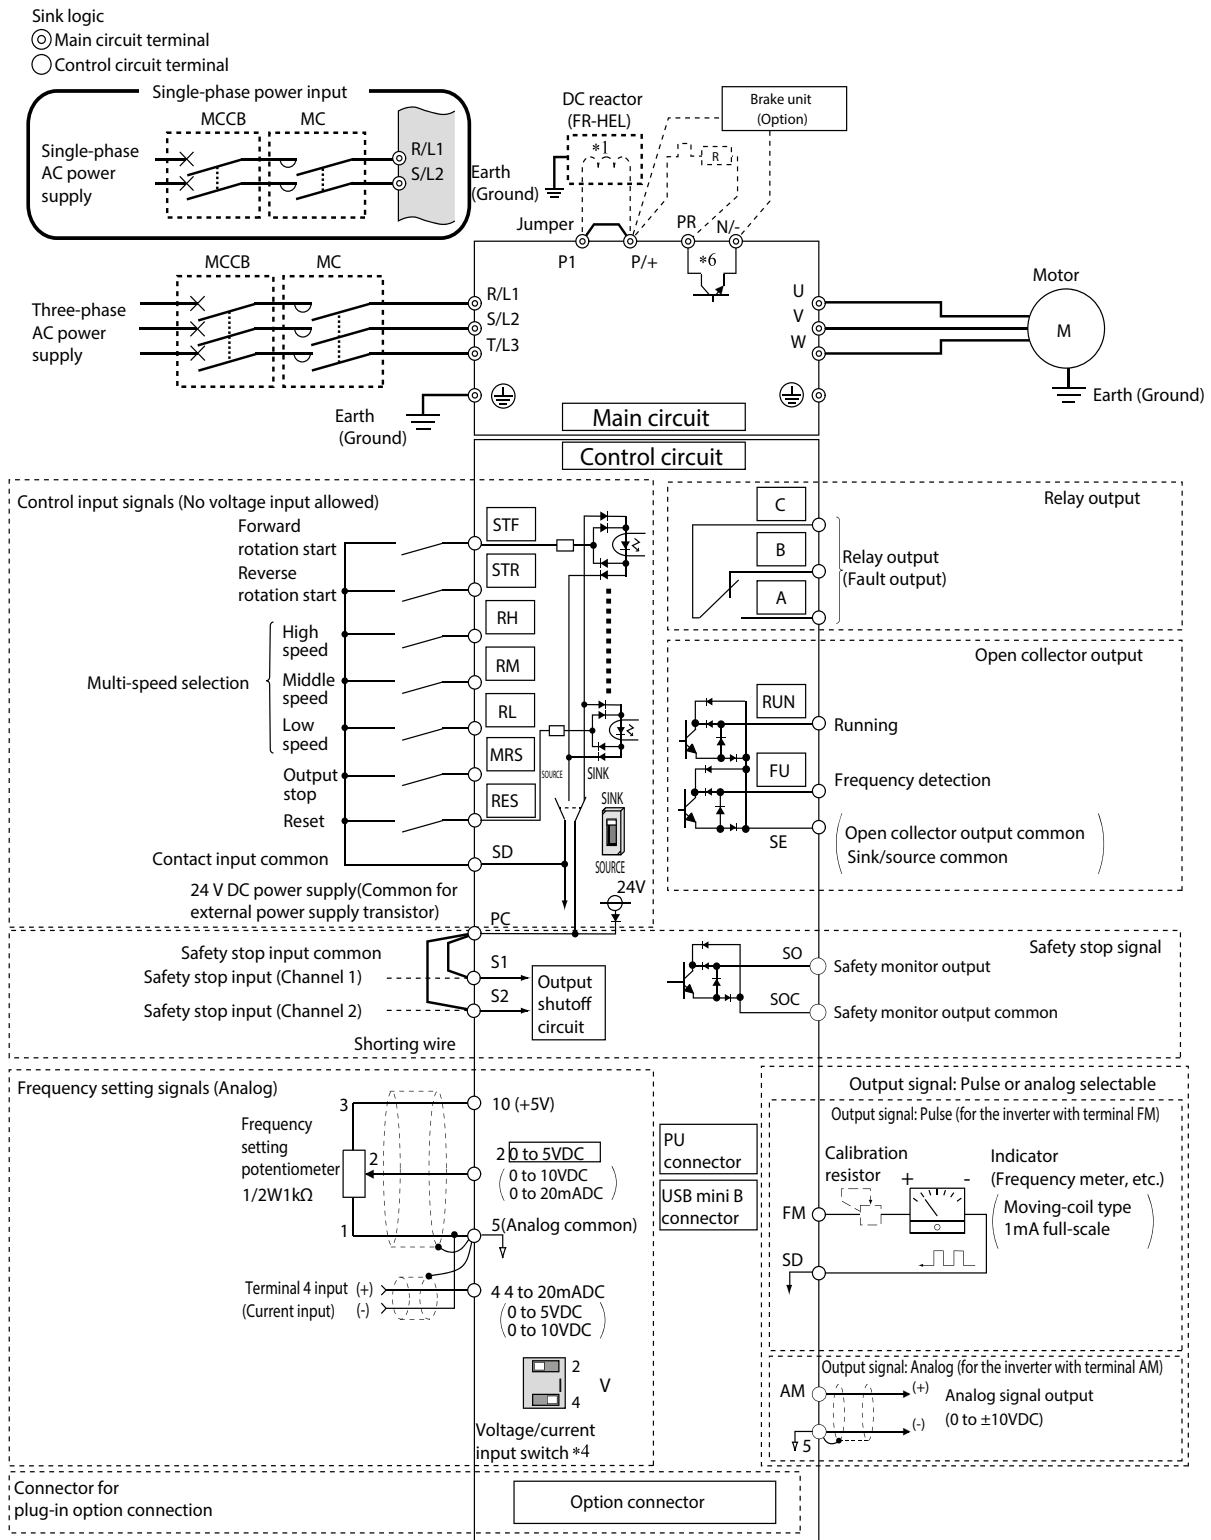 Sink logic
Main circuit terminal
Control circuit terminal
Single-phase power input
MCCB
MC
Single-phase
AC power
supply
R/L1
S/L2
Earth
(Ground)
DC reactor
(FR-HEL)
*1
Brake unit
(Option)
R
Jumper
P1
P/+
PR
N/-
*6
MCCB
MC
Three-phase
AC power
supply
R/L1
S/L2
T/L3
Earth
(Ground)
U
V
W
Motor
M
Earth (Ground)
Main circuit
Control circuit
Control input signals (No voltage input allowed)
Forward
rotation start
Reverse
rotation start
Multi-speed selection
High
speed
Middle
speed
Low
speed
Output
stop
Reset
Contact input common
24 V DC power supply(Common for
external power supply transistor)
STF
STR
RH
RM
RL
MRS
RES
SD
PC
SOURCE
SINK
SINK
SOURCE
24V
Relay output
C
B
A
Relay output
(Fault output)
Open collector output
RUN
Running
FU
Frequency detection
SE
Open collector output common
Sink/source common
Safety stop input common
Safety stop input (Channel 1)
Safety stop input (Channel 2)
Shorting wire
S1
S2
Output
shutoff
circuit
Safety stop signal
SO
Safety monitor output
SOC
Safety monitor output common
Frequency setting signals (Analog)
Frequency
setting
potentiometer
1/2W1kΩ
3
2
1
10 (+5V)
2 0 to 5VDC
(0 to 10VDC
0 to 20mADC)
5(Analog common)
Terminal 4 input (+)
(Current input) (-)
4 4 to 20mADC
(0 to 5VDC
0 to 10VDC)
2
4
V
I
Voltage/current
input switch *4
PU
connector
USB mini B
connector
Output signal: Pulse or analog selectable
Output signal: Pulse (for the inverter with terminal FM)
Calibration
resistor
+
-
Indicator
(Frequency meter, etc.)
(Moving-coil type
1mA full-scale)
FM
SD
Output signal: Analog (for the inverter with terminal AM)
AM
(+)
Analog signal output
(0 to ±10VDC)
(-)
5
Connector for
plug-in option connection
Option connector